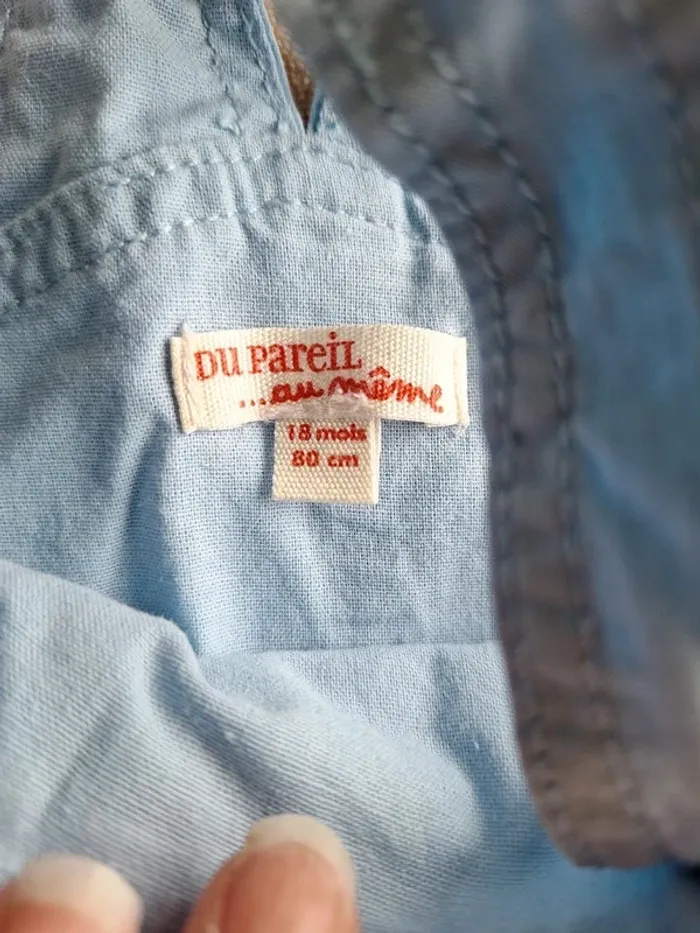 DU PAREIL
...au même
18 mois
80 cm